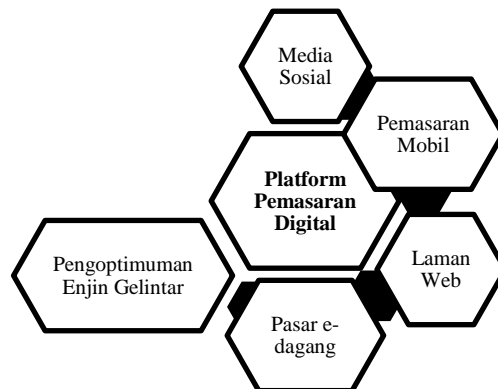 Media
Sosial
Pemasaran
Mobil
Platform
Pemasaran
Digital
Laman
Web
Pengoptimuman
Enjin Gelintar
Pasar e-
dagang